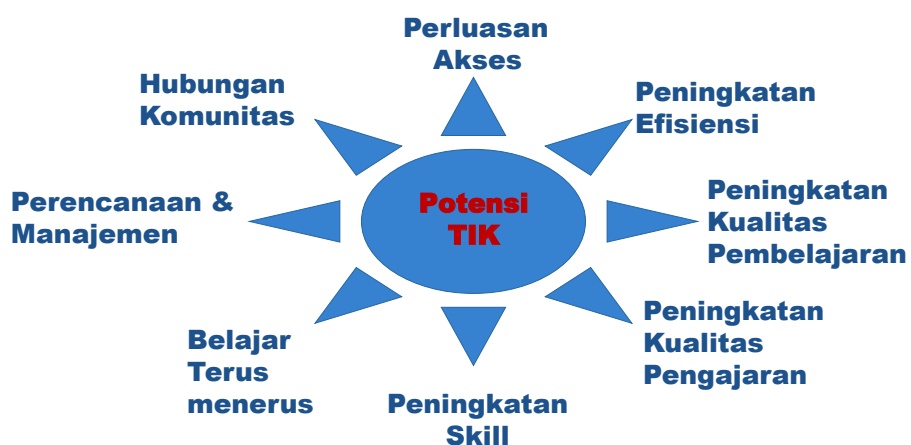 Perluasan
Akses
Hubungan
Komunitas
Peningkatan
Efisiensi
Perencanaan &
Manajemen
Potensi
TIK
Peningkatan
Kualitas
Pembelajaran
Belajar
Terus
menerus
Peningkatan
Skill
Peningkatan
Kualitas
Pengajaran